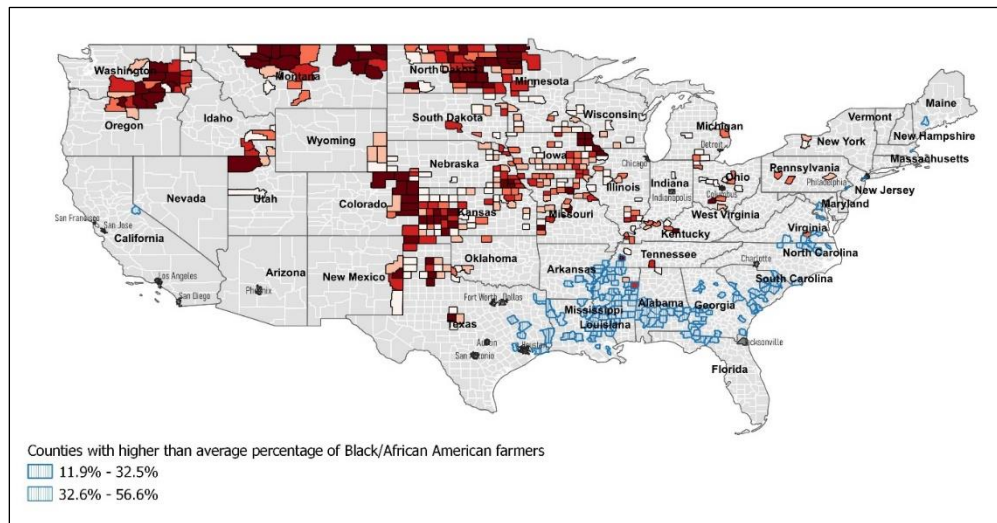 Washington
Montana
North Dakota
Minnesota
Maine
Vermont
New Hampshire
Massachusetts
Oregon
Idaho
Wyoming
South Dakota
Wisconsin
Michigan
Detroit
New York
Nebraska
Iowa
Chicago
Illinois
Indiana
Indianapolis
Ohio
Columbus
Pennsylvania
Philadelphia
New Jersey
Maryland
Nevada
Utah
Colorado
Kansas
Missouri
West Virginia
Virginia
Kentucky
San Francisco
San Jose
California
Los Angeles
San Diego
Arizona
Phoenix
New Mexico
Oklahoma
Arkansas
Tennessee
North Carolina
Charlotte
South Carolina
Fort Worth
Dallas
Texas
Austin
San Antonio
Houston
Mississippi
Louisiana
Alabama
Georgia
Jacksonville
Florida
Counties with higher than average percentage of Black/African American farmers
11.9% - 32.5%
32.6% - 56.6%